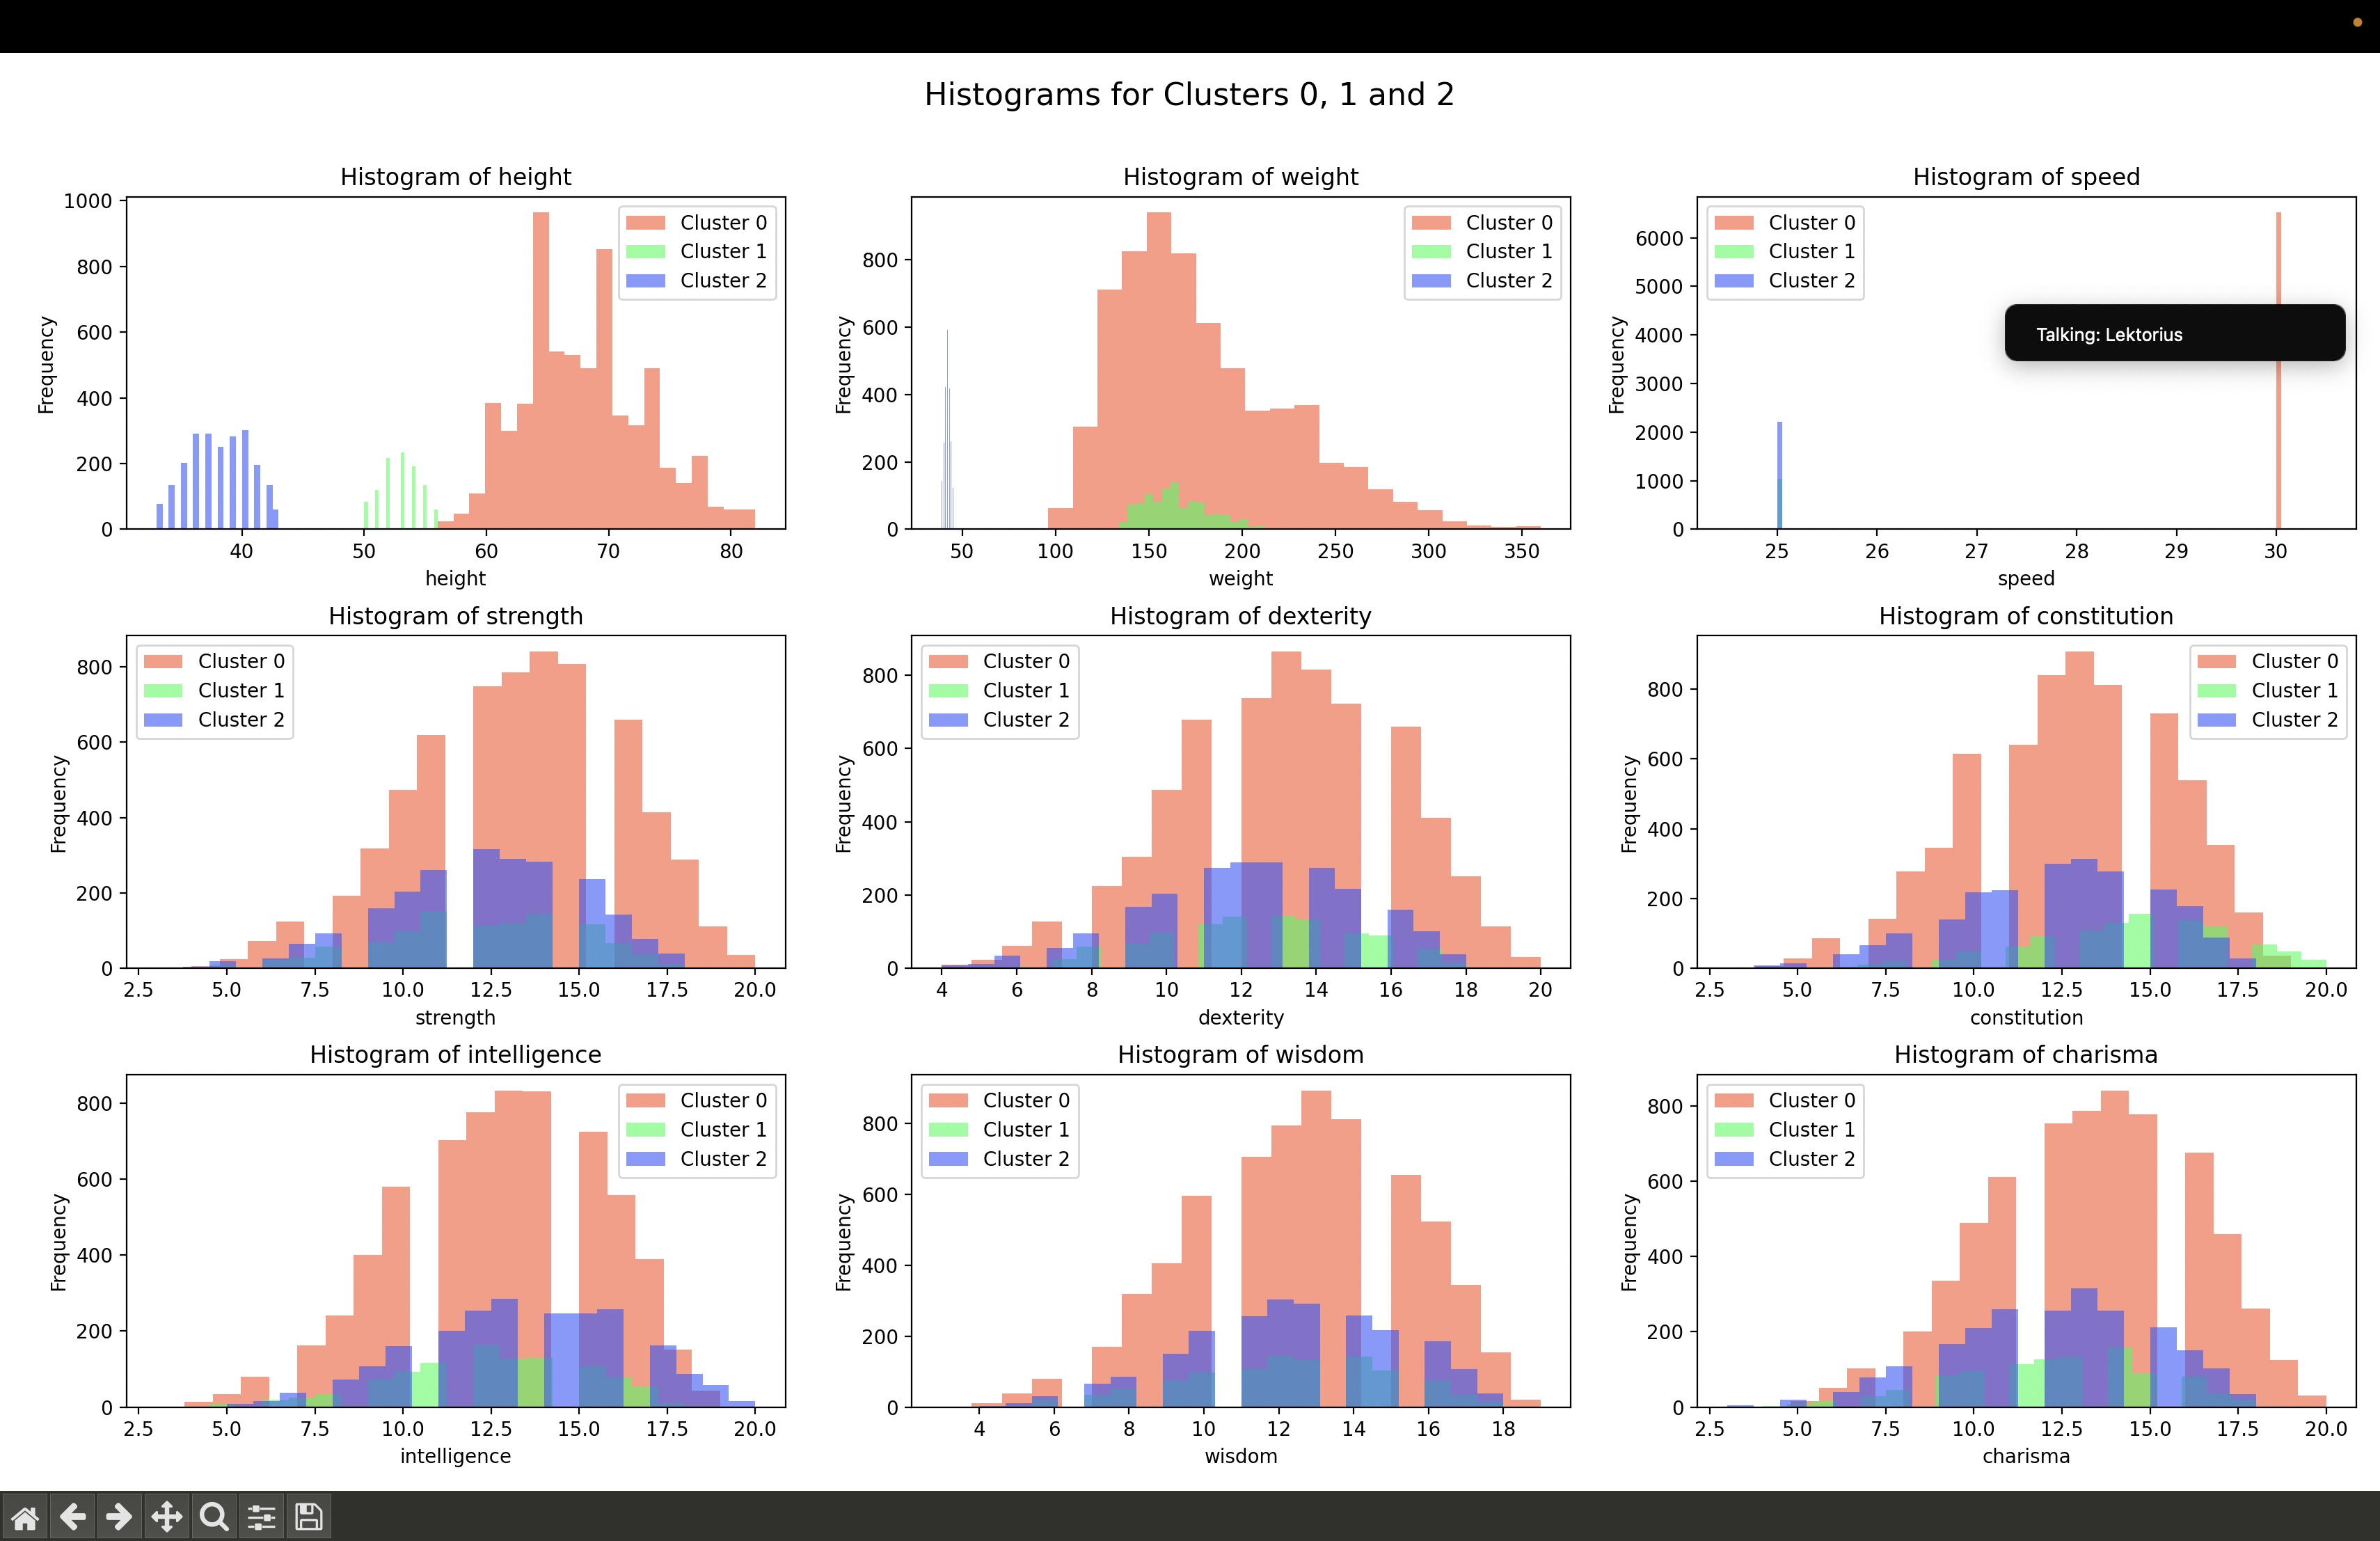 Histograms for Clusters 0, 1 and 2
Histogram of height
1000
800
600
400
200
0
Frequency
40 50 60 70 80
height
Cluster 0
Cluster 1
Cluster 2
Histogram of weight
800
600
400
200
0
Frequency
50 100 150 200 250 300 350
weight
Cluster 0
Cluster 1
Cluster 2
Histogram of speed
6000
5000
4000
3000
2000
1000
0
Frequency
25 26 27 28 29 30
speed
Cluster 0
Cluster 1
Cluster 2
Talking: Lektorius
Histogram of strength
800
600
400
200
0
Frequency
2.5 5.0 7.5 10.0 12.5 15.0 17.5 20.0
strength
Cluster 0
Cluster 1
Cluster 2
Histogram of dexterity
800
600
400
200
0
Frequency
4 6 8 10 12 14 16 18 20
dexterity
Cluster 0
Cluster 1
Cluster 2
Histogram of constitution
800
600
400
200
0
Frequency
2.5 5.0 7.5 10.0 12.5 15.0 17.5 20.0
constitution
Cluster 0
Cluster 1
Cluster 2
Histogram of intelligence
800
600
400
200
0
Frequency
2.5 5.0 7.5 10.0 12.5 15.0 17.5 20.0
intelligence
Cluster 0
Cluster 1
Cluster 2
Histogram of wisdom
800
600
400
200
0
Frequency
4 6 8 10 12 14 16 18
wisdom
Cluster 0
Cluster 1
Cluster 2
Histogram of charisma
800
600
400
200
0
Frequency
2.5 5.0 7.5 10.0 12.5 15.0 17.5 20.0
charisma
Cluster 0
Cluster 1
Cluster 2